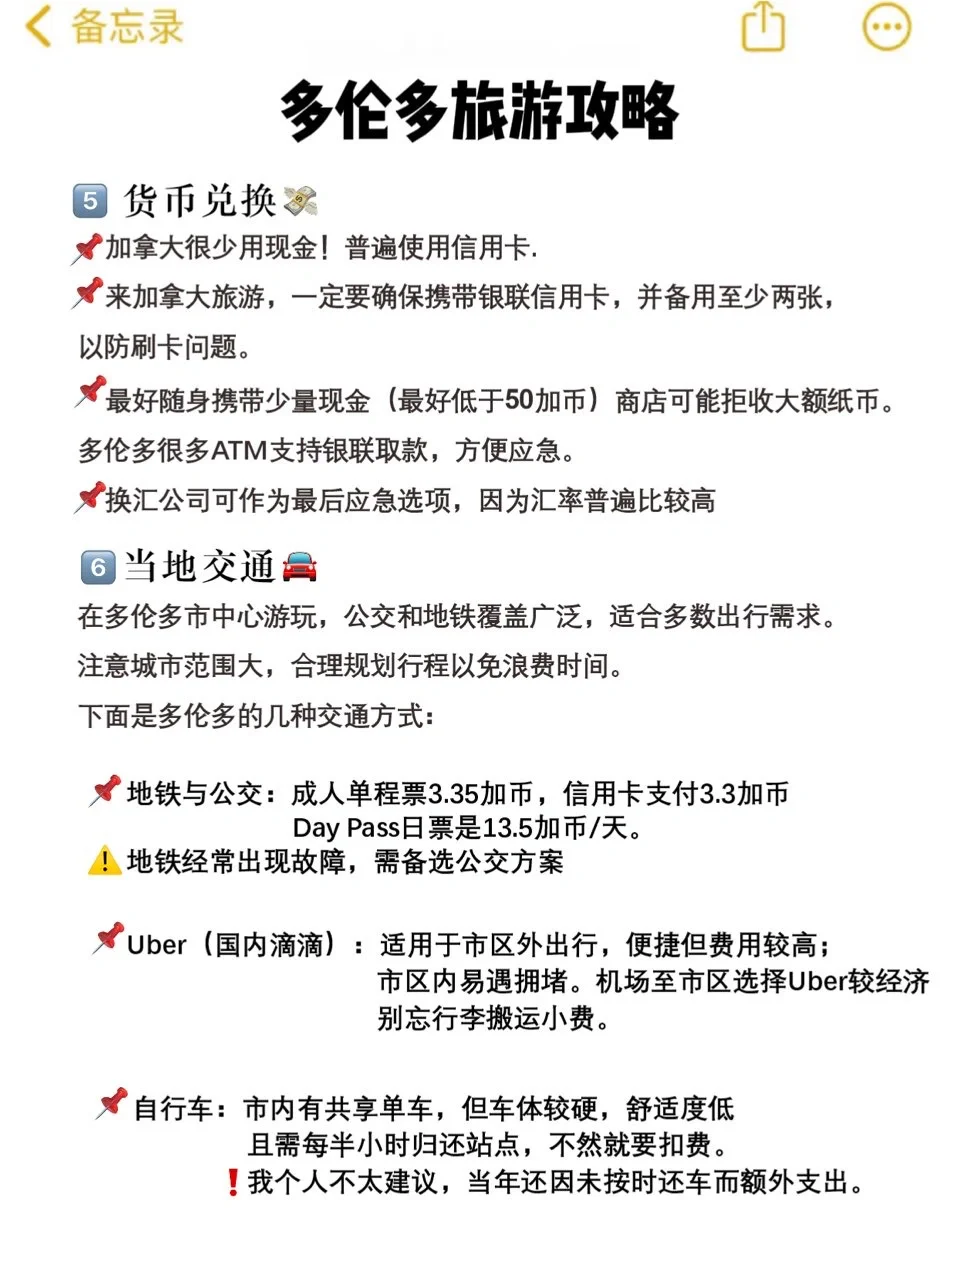 备忘录
多伦多旅游攻略
5 货币兑换💸
📌加拿大很少用现金！普遍使用信用卡.
📌来加拿大旅游，一定要确保携带银联信用卡，并备用至少两张，
以防刷卡问题。
📌最好随身携带少量现金（最好低于50加币）商店可能拒收大额纸币。
多伦多很多ATM支持银联取款，方便应急。
📌换汇公司可作为最后应急选项，因为汇率普遍比较高
6 当地交通🚘
在多伦多市中心游玩，公交和地铁覆盖广泛，适合多数出行需求。
注意城市范围大，合理规划行程以免浪费时间。
下面是多伦多的几种交通方式：
📌地铁与公交：成人单程票3.35加币，信用卡支付3.3加币
Day Pass日票是13.5加币/天。
⚠️地铁经常出现故障，需备选公交方案
📌Uber（国内滴滴）：适用于市区外出行，便捷但费用较高；
市区内易遇拥堵。机场至市区选择Uber较经济
别忘行李搬运小费。
📌自行车：市内有共享单车，但车体较硬，舒适度低
且需每半小时归还站点，不然就要扣费。
❗我个人不太建议，当年还因未按时还车而额外支出。